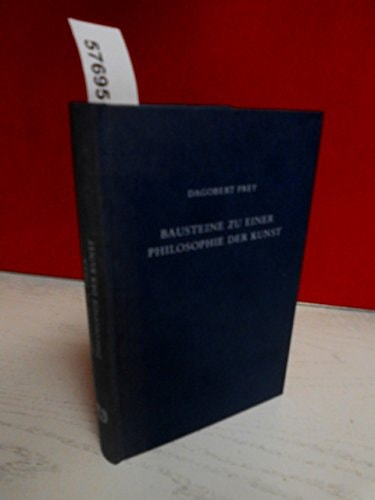 57695
DAGOBERT FREY
BAUSTEINE ZU EINER
PHILOSOPHIE DER KUNST